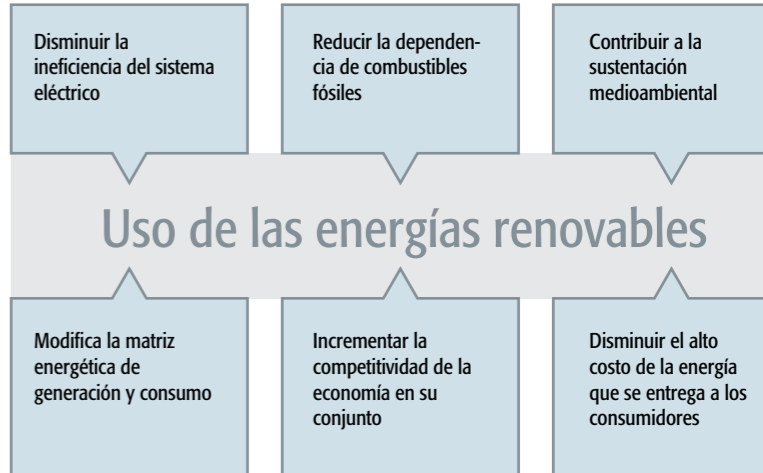 Disminuir la
ineficiencia del sistema
eléctrico
Reducir la dependen-
cia de combustibles
fósiles
Contribuir a la
sustentación
medioambiental
Uso de las energías renovables
Modifica la matriz
energética de
generación y consumo
Incrementar la
competitividad de la
economía en su
conjunto
Disminuir el alto
costo de la energía
que se entrega a los
consumidores